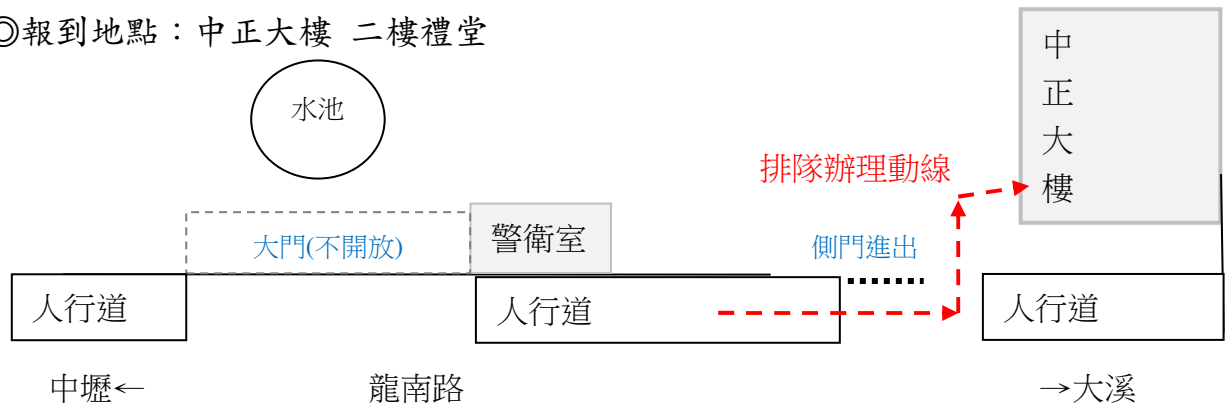 ◎報到地點：中正大樓 二樓禮堂
中正大樓
水池
排隊辦理動線
大門(不開放)
警衛室
側門進出
人行道
人行道
人行道
中壢←
龍南路
→大溪